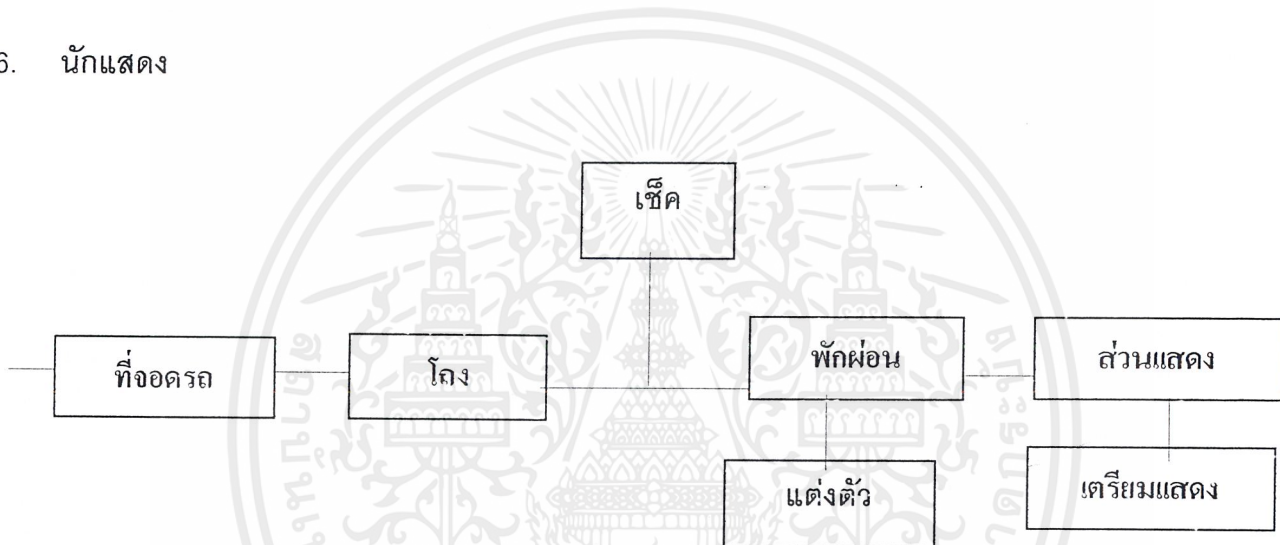 6. นักแสดง
เช็ค
ที่จอดรถ
โถง
พักผ่อน
ส่วนแสดง
แต่งตัว
เตรียมแสดง